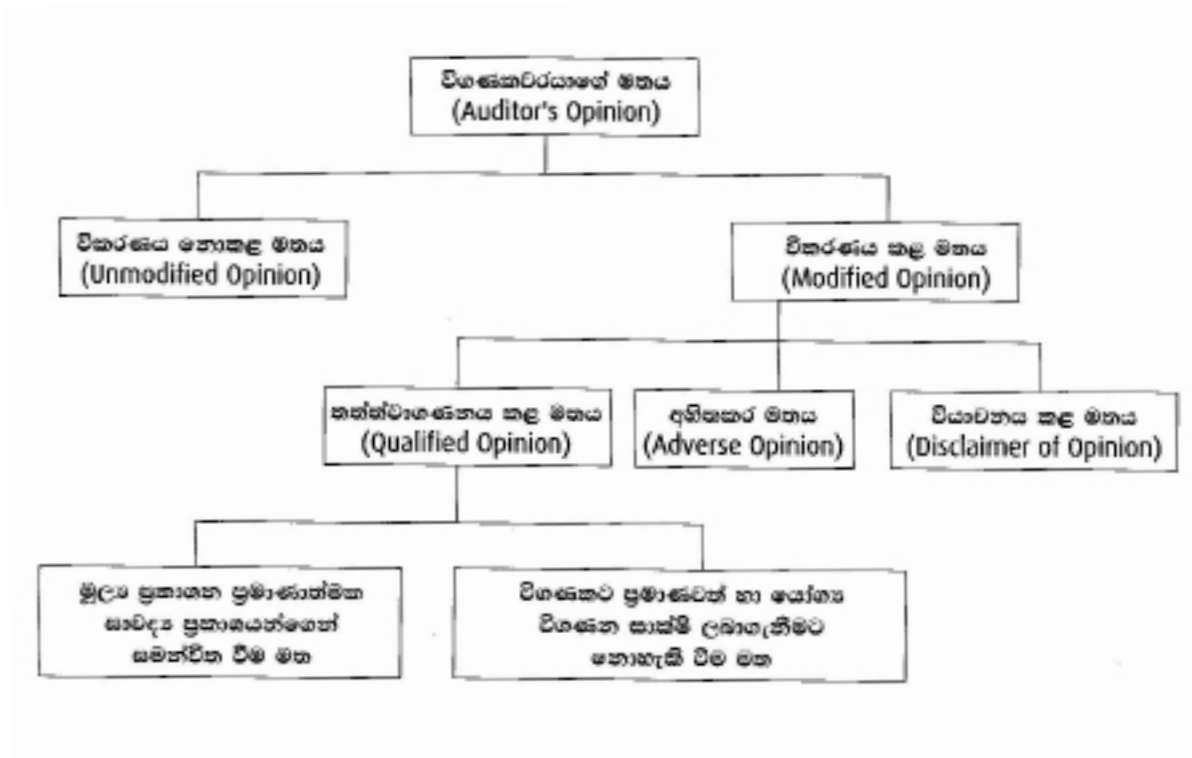 විගණකවරයාගේ මතය
(Auditor's Opinion)
විකරණය නොකළ මතය
(Unmodified Opinion)
විකරණය කළ මතය
(Modified Opinion)
තත්ත්වාගණනය කළ මතය
(Qualified Opinion)
අහිතකර මතය
(Adverse Opinion)
වියාචනය කළ මතය
(Disclaimer of Opinion)
මූල්‍ය ප්‍රකාශන ප්‍රමාණාත්මක
සාවද්‍ය ප්‍රකාශයන්ගෙන්
සමන්විත වීම මත
විගණකට ප්‍රමාණවත් හා යෝග්‍ය
විගණන සාක්ෂි ලබාගැනීමට
නොහැකි වීම මත